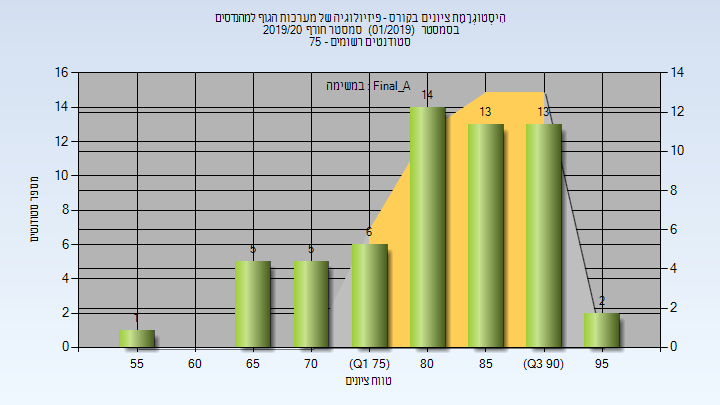 היסטוגרמת ציונים בקורס - פיזיולוגיה של מערכות הגוף למהנדסים
בסמסטר (01/2019) סמסטר חורף 2019/20
סטודנטים רשומים - 75
במשימה : Final_A
16 14
14 12
12 10
10 8
8 6
6 4
4 2
2 0
0
מספר סטודנטים
1 5 5 6 14 13 13 2
55 60 65 70 (Q1 75) 80 85 (Q3 90) 95
טווח ציונים